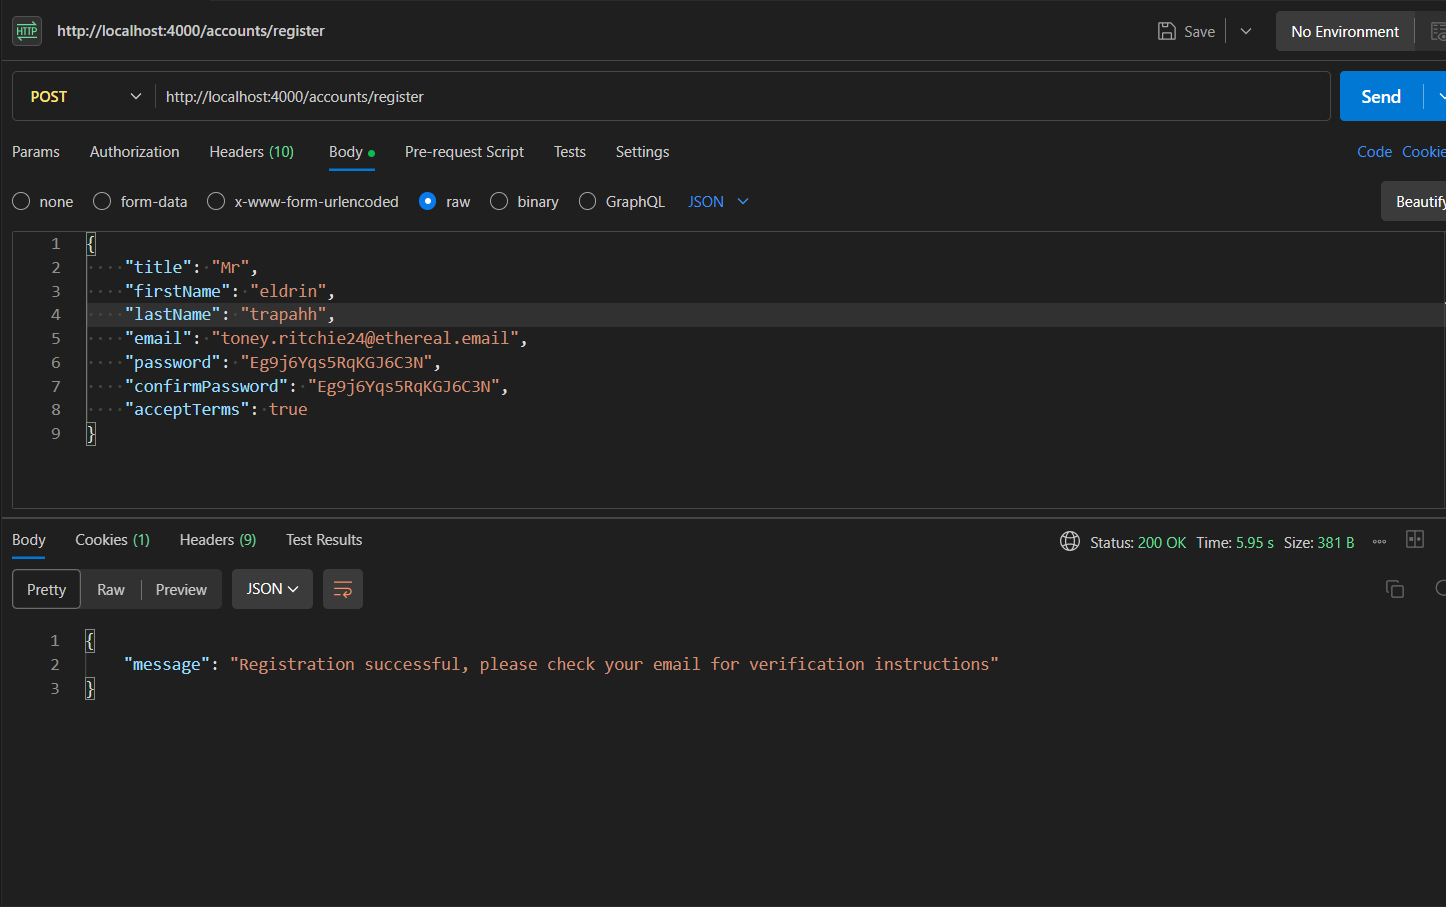 HTTP http://localhost:4000/accounts/register Save No Environment
POST http://localhost:4000/accounts/register Send
Params Authorization Headers (10) Body Pre-request Script Tests Settings Code Cookie
none form-data x-www-form-urlencoded raw binary GraphQL JSON Beautify
1 {
2 "title": "Mr",
3 "firstName": "eldrin",
4 "lastName": "trapahh",
5 "email": "toney.ritchie24@ethereal.email",
6 "password": "Eg9j6Yqs5RqKGJ6C3N",
7 "confirmPassword": "Eg9j6Yqs5RqKGJ6C3N",
8 "acceptTerms": true
9 }
Body Cookies (1) Headers (9) Test Results Status: 200 OK Time: 5.95 s Size: 381 B
Pretty Raw Preview JSON
1 {
2 "message": "Registration successful, please check your email for verification instructions"
3 }